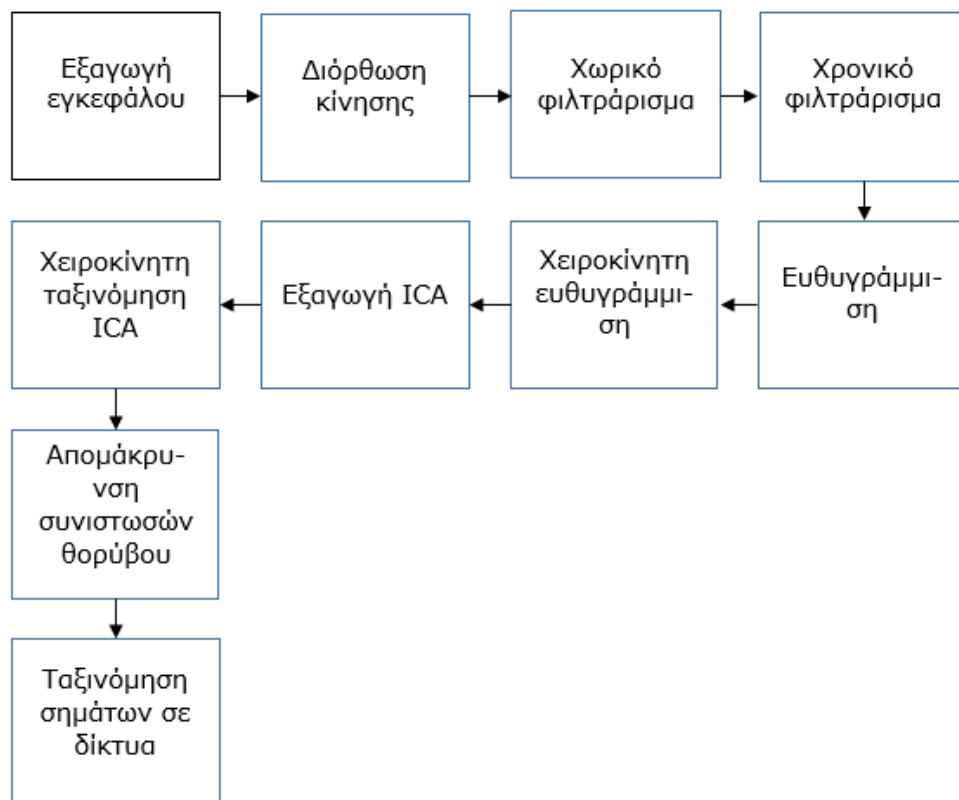 Εξαγωγή
εγκεφάλου
Διόρθωση
κίνησης
Χωρικό
φιλτράρισμα
Χρονικό
φιλτράρισμα
Ευθυγράμμι-
ση
Χειροκίνητη
ευθυγράμμι-
ση
Εξαγωγή ICA
Χειροκίνητη
ταξινόμηση
ICA
Απομάκρυ-
νση
συνιστωσών
θορύβου
Ταξινόμηση
σημάτων σε
δίκτυα